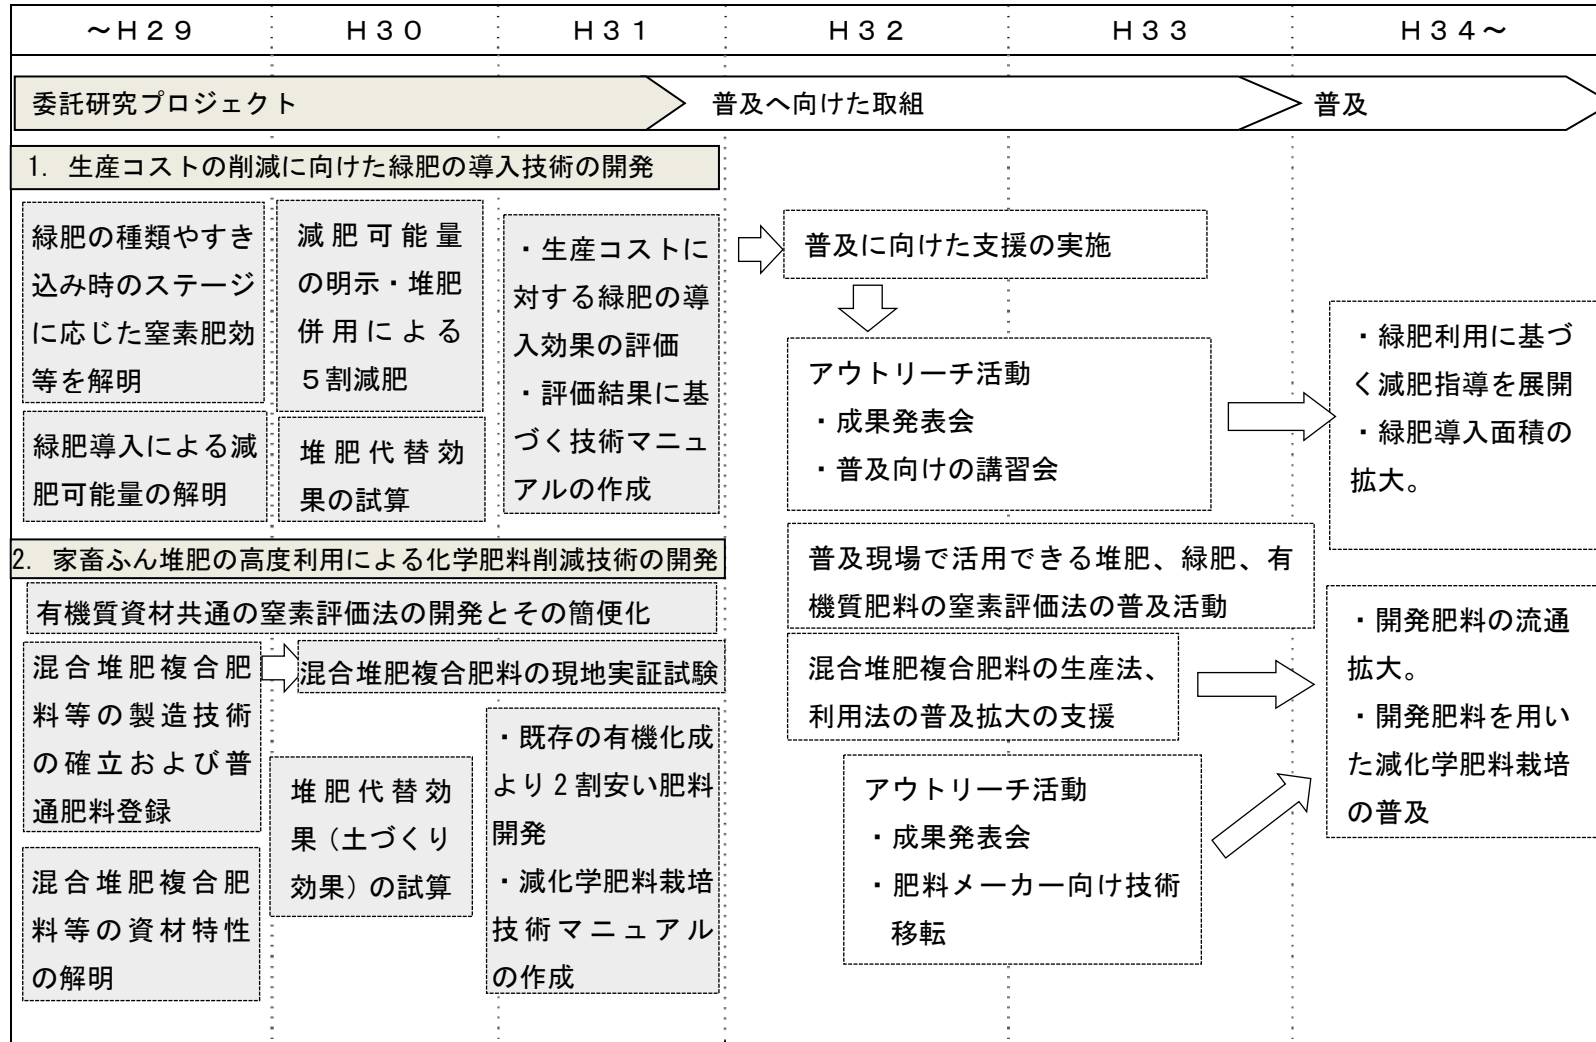 ～Ｈ２９ Ｈ３０ Ｈ３１ Ｈ３２ Ｈ３３ Ｈ３４～
委託研究プロジェクト 普及へ向けた取組 普及
1. 生産コストの削減に向けた緑肥の導入技術の開発
緑肥の種類やすき
込み時のステージ
に応じた窒素肥効
等を解明
緑肥導入による減
肥可能量の解明
減肥可能量
の明示・堆肥
併用による
５割減肥
堆肥代替効
果の試算
・生産コストに
対する緑肥の導
入効果の評価
・評価結果に基
づく技術マニュ
アルの作成
普及に向けた支援の実施
アウトリーチ活動
・成果発表会
・普及向けの講習会
・緑肥利用に基づ
く減肥指導を展開
・緑肥導入面積の
拡大。
2. 家畜ふん堆肥の高度利用による化学肥料削減技術の開発
有機質資材共通の窒素評価法の開発とその簡便化
混合堆肥複合肥
料等の製造技術
の確立および普
通肥料登録
混合堆肥複合肥
料等の資材特性
の解明
混合堆肥複合肥料の現地実証試験
堆肥代替効
果（土づくり
効果）の試算
・既存の有機化成
より２割安い肥料
開発
・減化学肥料栽培
技術マニュアル
の作成
普及現場で活用できる堆肥、緑肥、有
機質肥料の窒素評価法の普及活動
混合堆肥複合肥料の生産法、
利用法の普及拡大の支援
アウトリーチ活動
・成果発表会
・肥料メーカー向け技術
移転
・開発肥料の流通
拡大。
・開発肥料を用い
た減化学肥料栽培
の普及